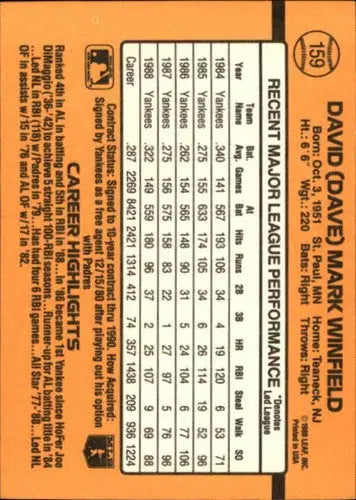 159
DAVID (DAVE) MARK WINFIELD
Born: Oct. 3, 1951 St. Paul, MN Home: Teaneck, NJ
Ht.: 6' 6" Wgt.: 220 Bats: Right Throws: Right
©1988 LEAF, INC.
Printed in USA
RECENT MAJOR LEAGUE PERFORMANCE
*Denotes
Led League
Team Bat. At
Year Name Avg. Games Bat Hits Runs 2B 3B HR RBI Steal Walk SO
1984 Yankees .340 141 567 193 106 34 4 19 100 6 53 71
1985 Yankees .275 155 633 174 105 34 6 26 114 19 52 96
1986 Yankees .262 154 565 148 90 31 5 24 104 6 77 106
1987 Yankees .275 156 575 158 83 22 1 27 97 5 76 96
1988 Yankees .322 149 559 180 96 37 2 25 107 9 69 88
Career .287 2269 8421 2421 1314 412 74 357 1438 209 936 1224
Contract Status: Signed to 10-year contract thru 1990. How Acquired:
Signed by Yankees as a free agent 12/15/80 after playing out his option
with Padres
CAREER HIGHLIGHTS
Ranked 4th in AL in batting and 5th in RBI in '88... In '86 became 1st Yankee since HoFer Joe
DiMaggio ('36-'42) to achieve 5 straight 100-RBI seasons... Runner-up for AL batting title in '84
...Led NL in RBI (118) w/Padres in '79... Has had four 6 RBI games... All Star '77-'88... Led NL
OF in assists w/15 in '76 and AL OF w/17 in '82.